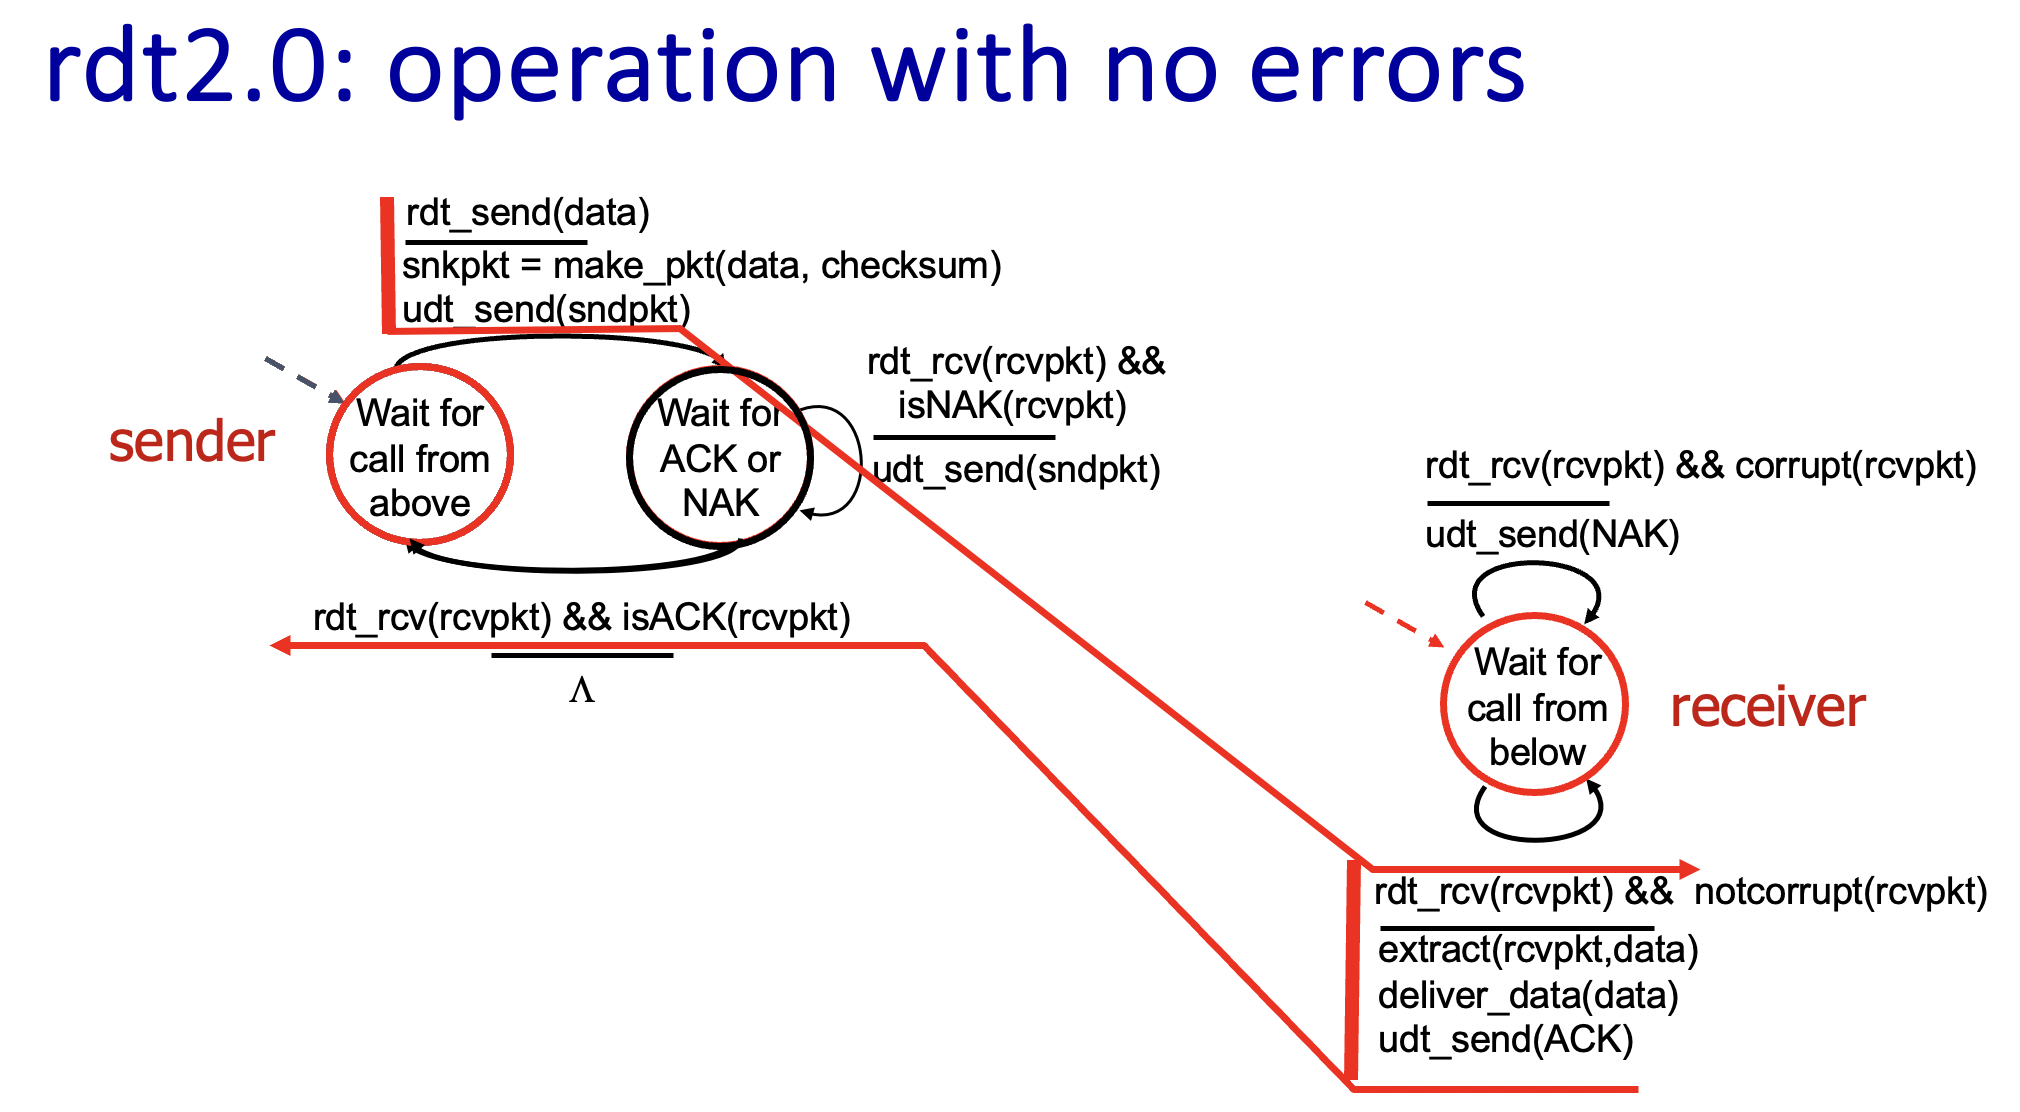 rdt2.0: operation with no errors
rdt_send(data)
snkpkt = make_pkt(data, checksum)
udt_send(sndpkt)
rdt_rcv(rcvpkt) &&
isNAK(rcvpkt)
udt_send(sndpkt)
sender
Wait for
call from
above
Wait for
ACK or
NAK
rdt_rcv(rcvpkt) && isACK(rcvpkt)
Λ
rdt_rcv(rcvpkt) && corrupt(rcvpkt)
udt_send(NAK)
Wait for
call from
below
receiver
rdt_rcv(rcvpkt) && notcorrupt(rcvpkt)
extract(rcvpkt,data)
deliver_data(data)
udt_send(ACK)